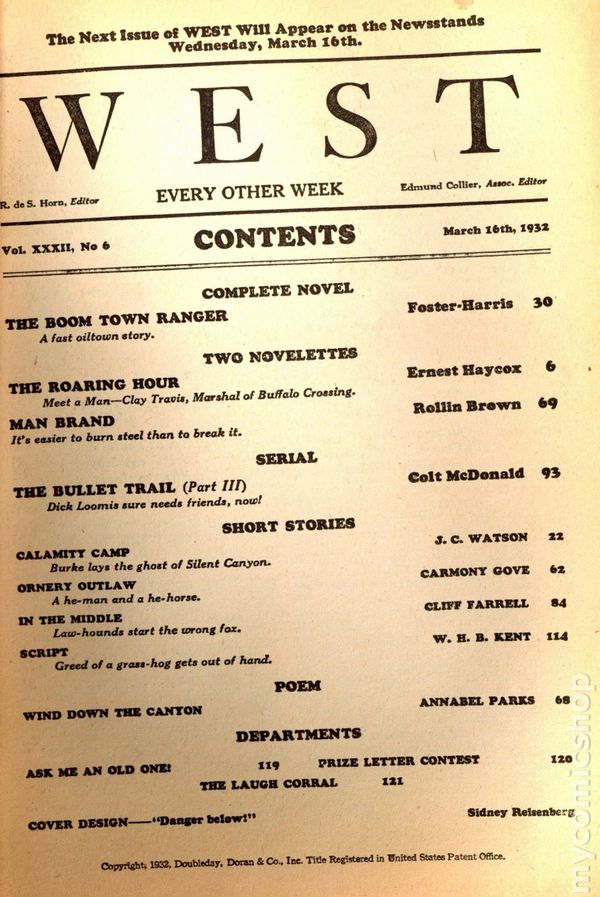 The Next Issue of WEST Will Appear on the Newsstands
Wednesday, March 16th.
WEST
R. de S. Horn, Editor
EVERY OTHER WEEK
Edmund Collier, Assoc. Editor
Vol. XXXII, No 6
CONTENTS
March 16th, 1932
COMPLETE NOVEL
THE BOOM TOWN RANGER Foster-Harris 30
A fast oiltown story.
TWO NOVELETTES
THE ROARING HOUR Ernest Haycox 6
Meet a Man—Clay Travis, Marshal of Buffalo Crossing.
MAN BRAND Rollin Brown 69
It's easier to burn steel than to break it.
SERIAL
THE BULLET TRAIL (Part III) Colt McDonald 93
Dick Loomis sure needs friends, now!
SHORT STORIES
CALAMITY CAMP J. C. WATSON 22
Burke lays the ghost of Silent Canyon.
ORNERY OUTLAW CARMONY GOVE 62
A he-man and a he-horse.
IN THE MIDDLE CLIFF FARRELL 84
Law-hounds start the wrong fox.
SCRIPT W. H. B. KENT 114
Greed of a grass-hog gets out of hand.
POEM
WIND DOWN THE CANYON ANNABEL PARKS 68
DEPARTMENTS
ASK ME AN OLD ONE! 119 PRIZE LETTER CONTEST 120
THE LAUGH CORRAL 121
COVER DESIGN—"Danger below!" Sidney Reisenberg
Copyright, 1932, Doubleday, Doran & Co., Inc. Title Registered in United States Patent Office.
mycomicshop